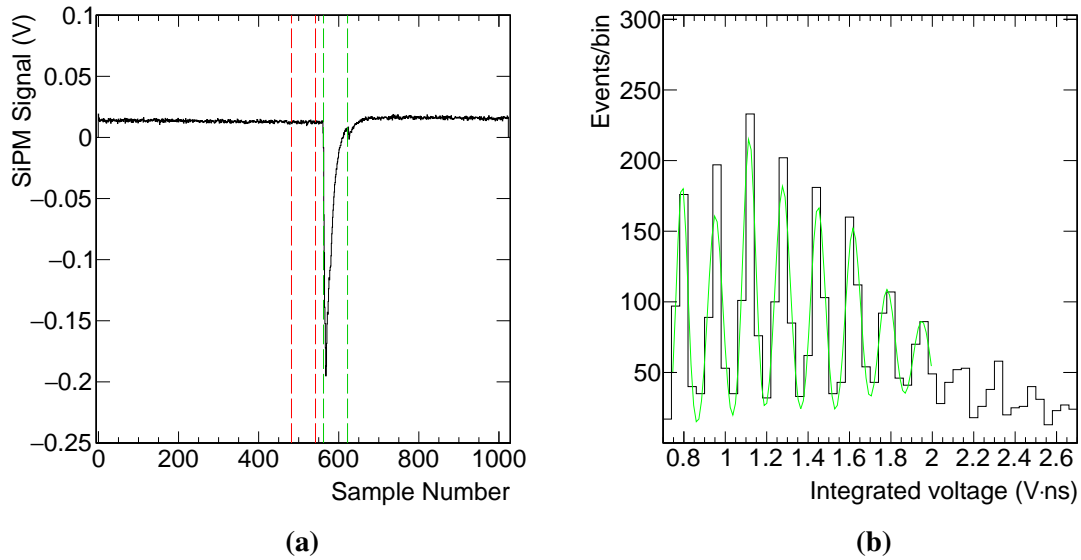 SiPM Signal (V)
0.1
0.05
0
−0.05
−0.1
−0.15
−0.2
−0.25
0 200 400 600 800 1000
Sample Number
(a)
Events/bin
300
250
200
150
100
50
0.8 1 1.2 1.4 1.6 1.8 2 2.2 2.4 2.6
Integrated voltage (V·ns)
(b)